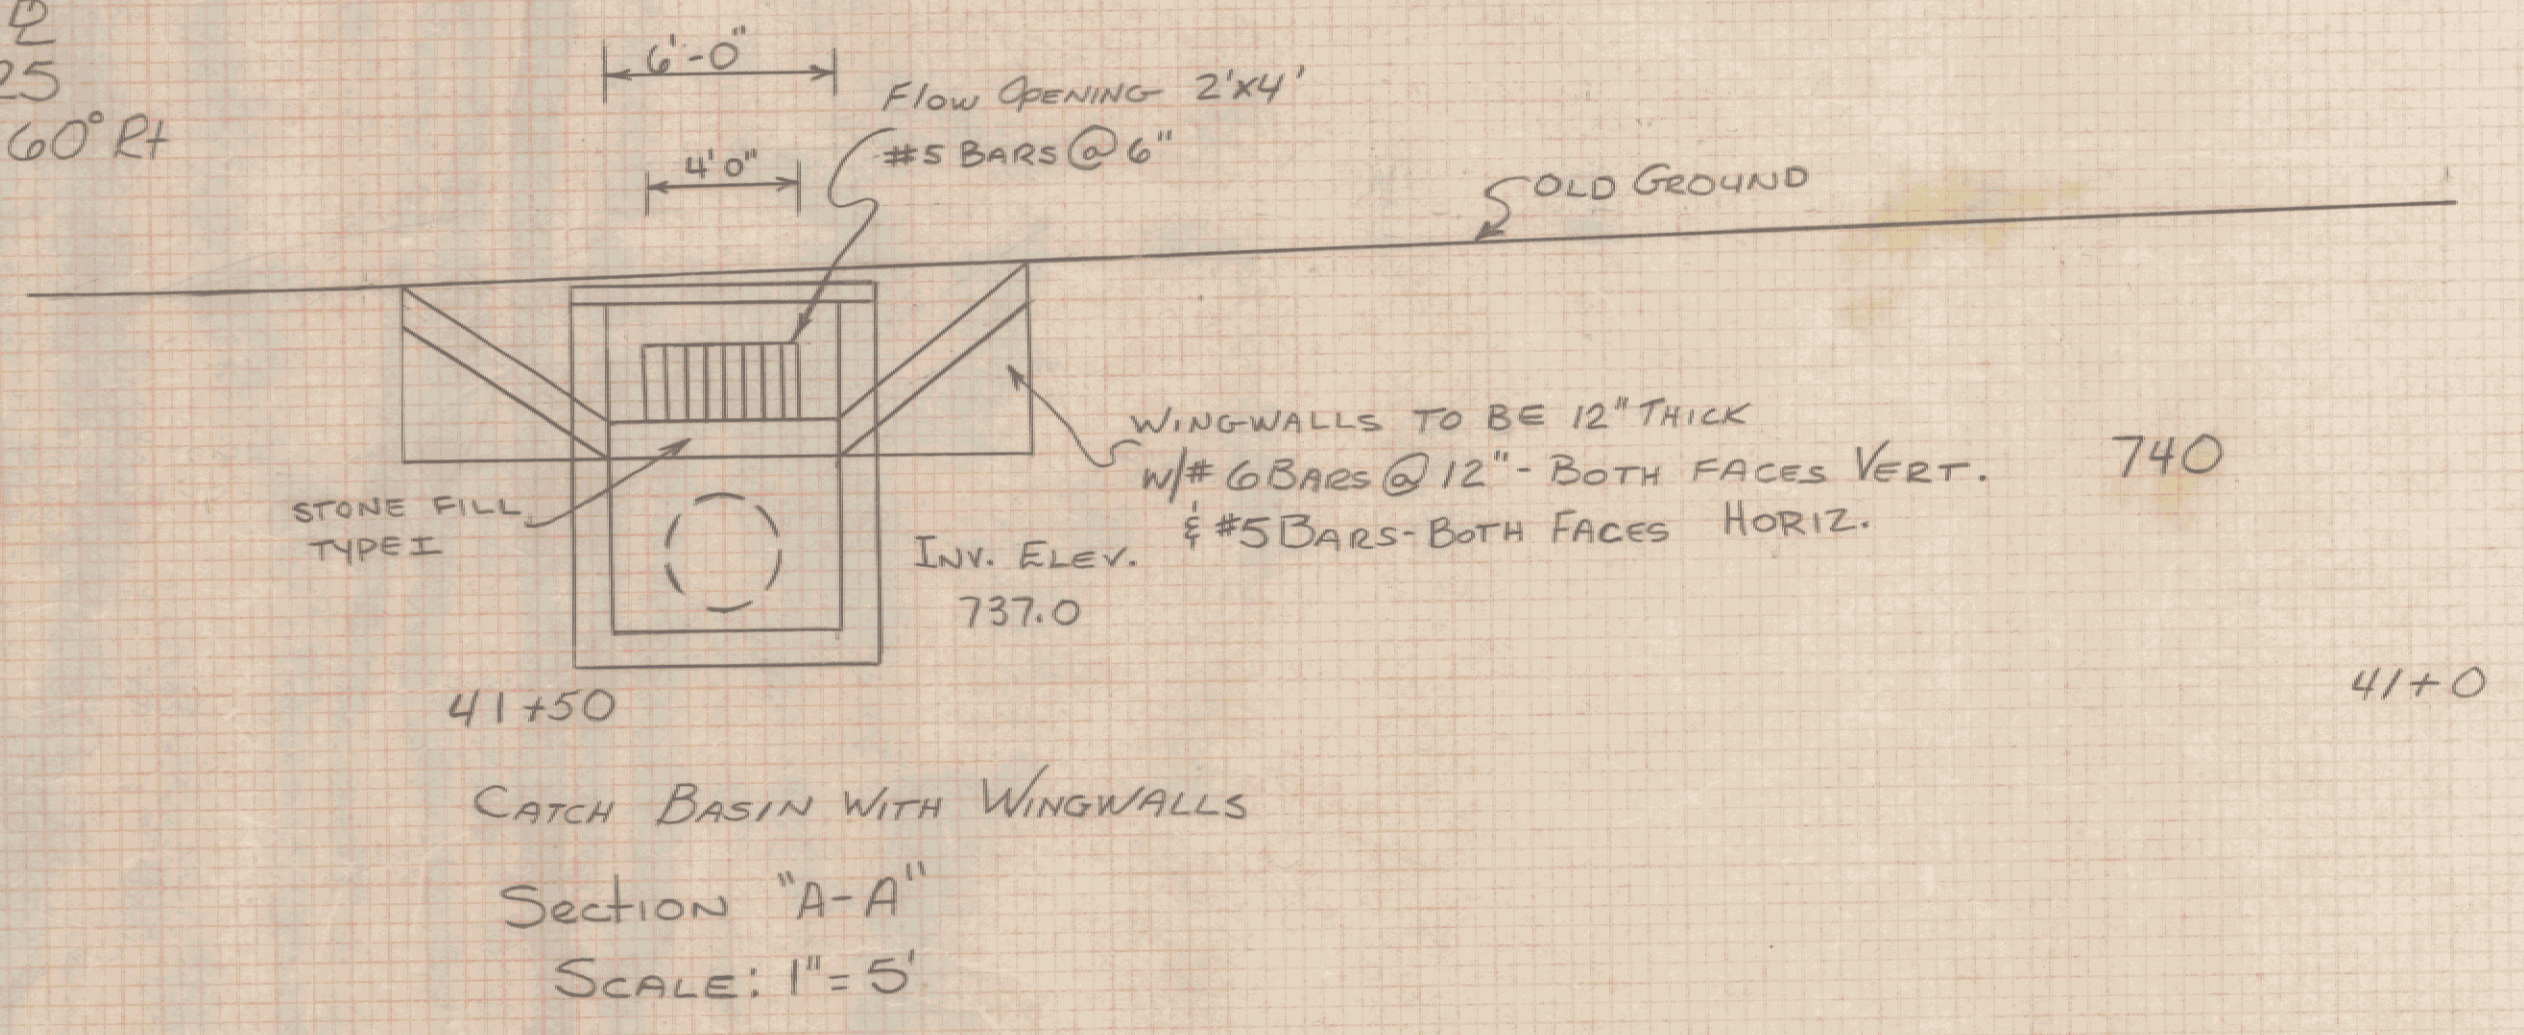 25
60° Rt
6'-0"
Flow OPENING 2'x4'
#5 BARS @ 6"
4'0"
OLD GROUND
WINGWALLS TO BE 12" THICK
W/# 6 BARS @ 12" - BOTH FACES VERT.
& #5 BARS - BOTH FACES HORIZ.
740
STONE FILL
TYPE I
INV. ELEV.
737.0
41+50
41+0
CATCH BASIN WITH WINGWALLS
SECTION "A-A"
SCALE: 1" = 5'